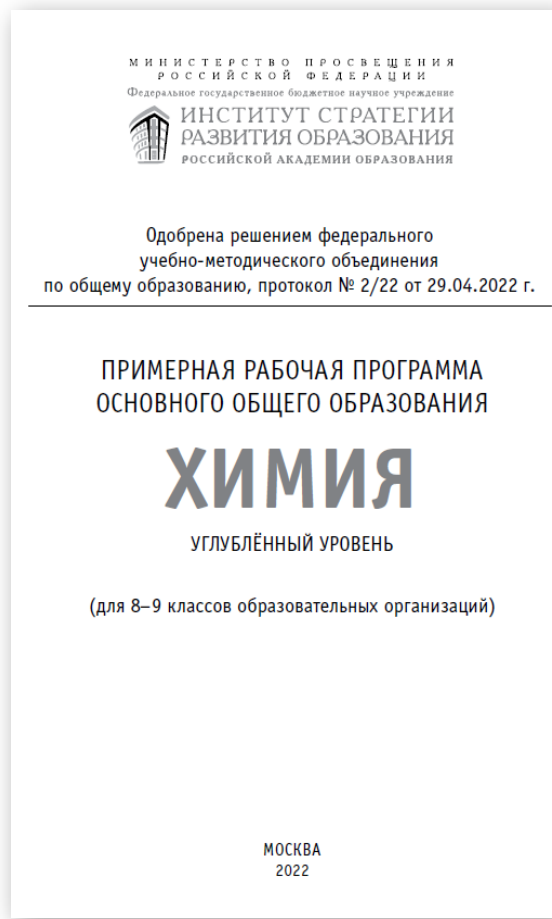 МИНИСТЕРСТВО ПРОСВЕЩЕНИЯ
РОССИЙСКОЙ ФЕДЕРАЦИИ
Федеральное государственное бюджетное научное учреждение
ИНСТИТУТ СТРАТЕГИИ
РАЗВИТИЯ ОБРАЗОВАНИЯ
РОССИЙСКОЙ АКАДЕМИИ ОБРАЗОВАНИЯ
Одобрена решением федерального
учебно-методического объединения
по общему образованию, протокол № 2/22 от 29.04.2022 г.
ПРИМЕРНАЯ РАБОЧАЯ ПРОГРАММА
ОСНОВНОГО ОБЩЕГО ОБРАЗОВАНИЯ
ХИМИЯ
УГЛУБЛЁННЫЙ УРОВЕНЬ
(для 8–9 классов образовательных организаций)
МОСКВА
2022